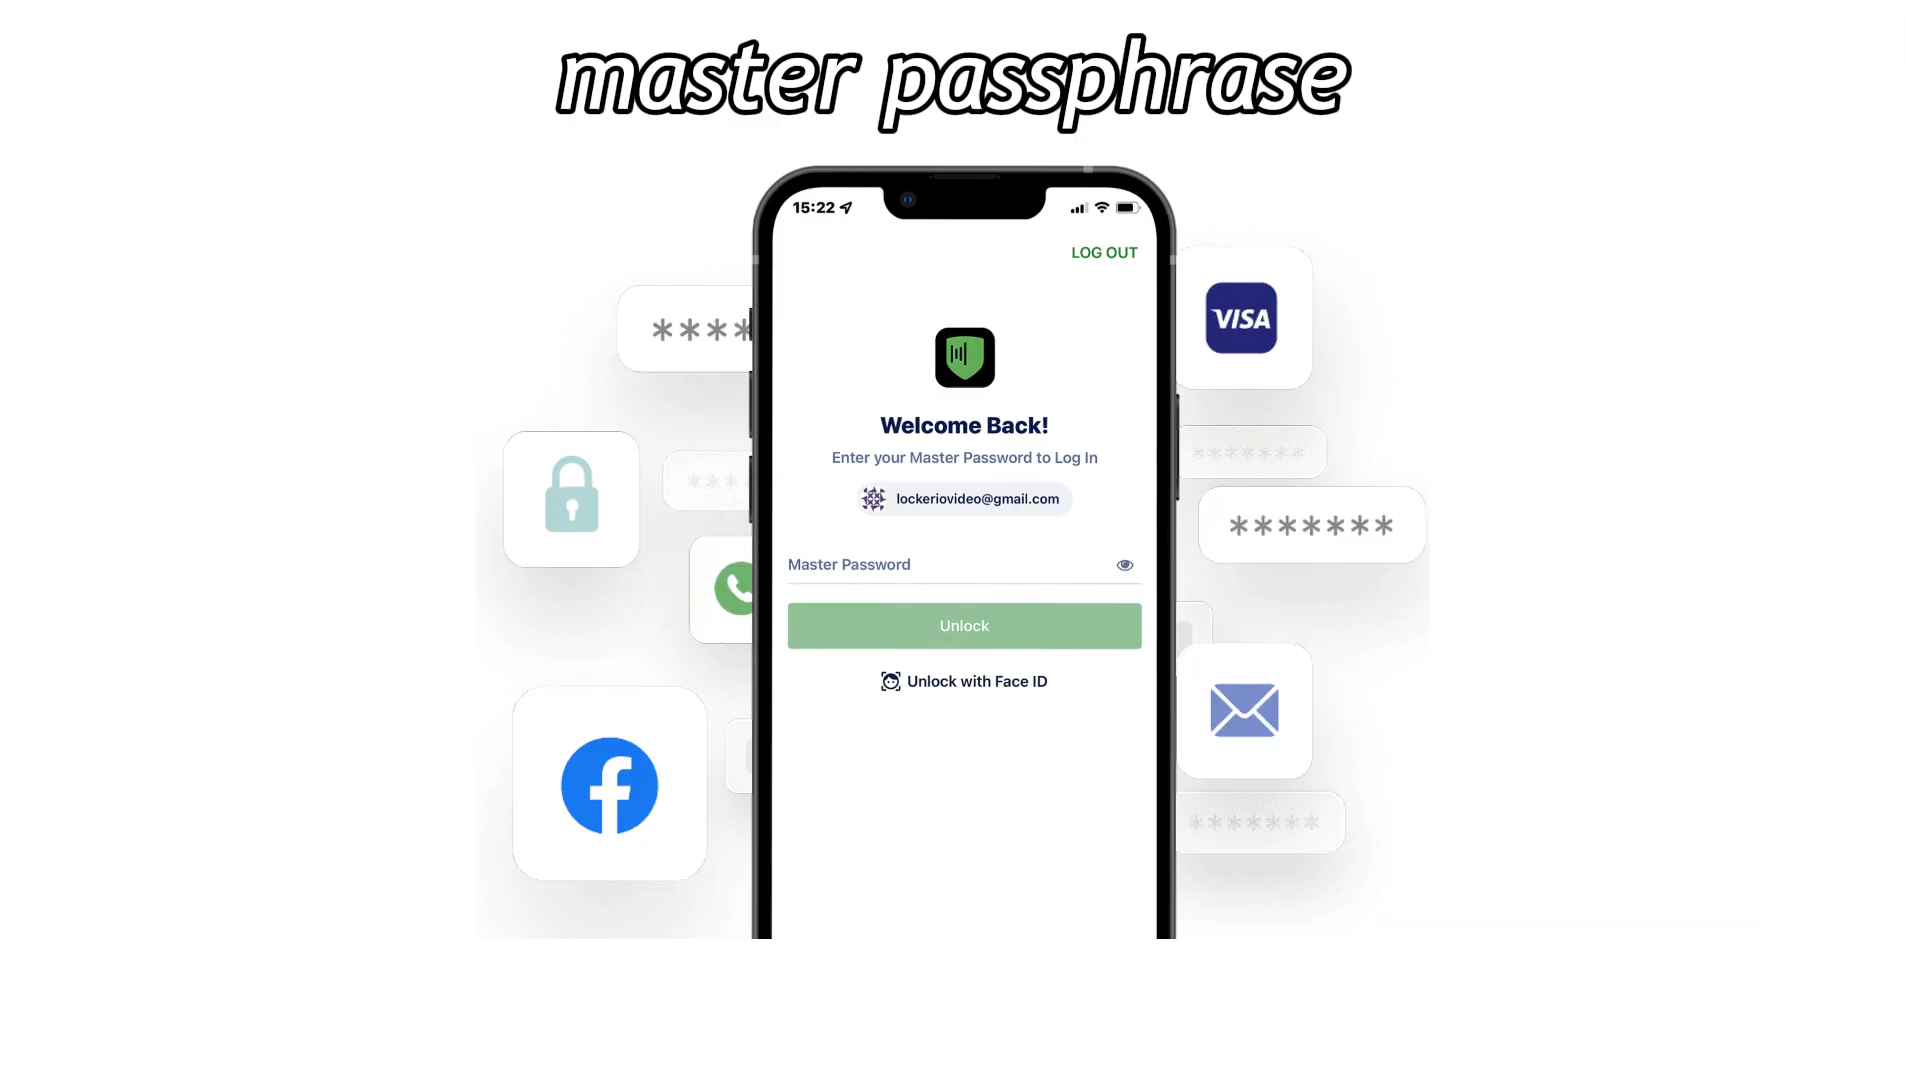 master passphrase
15:22
LOG OUT
****
VISA
Welcome Back!
Enter your Master Password to Log In
*******
****
lockeriovideo@gmail.com
*******
Master Password
Unlock
Unlock with Face ID
*******